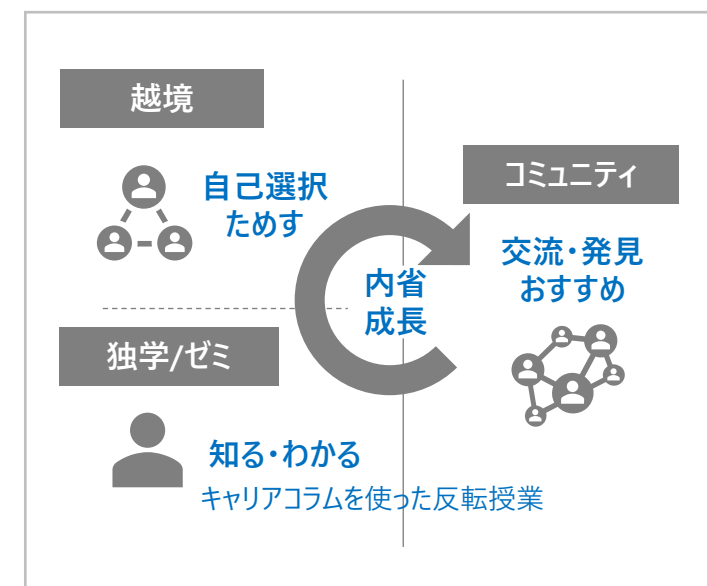 越境
自己選択
ためす
独学/ゼミ
知る・わかる
キャリアコラムを使った反転授業
内省
成長
コミュニティ
交流・発見
おすすめ